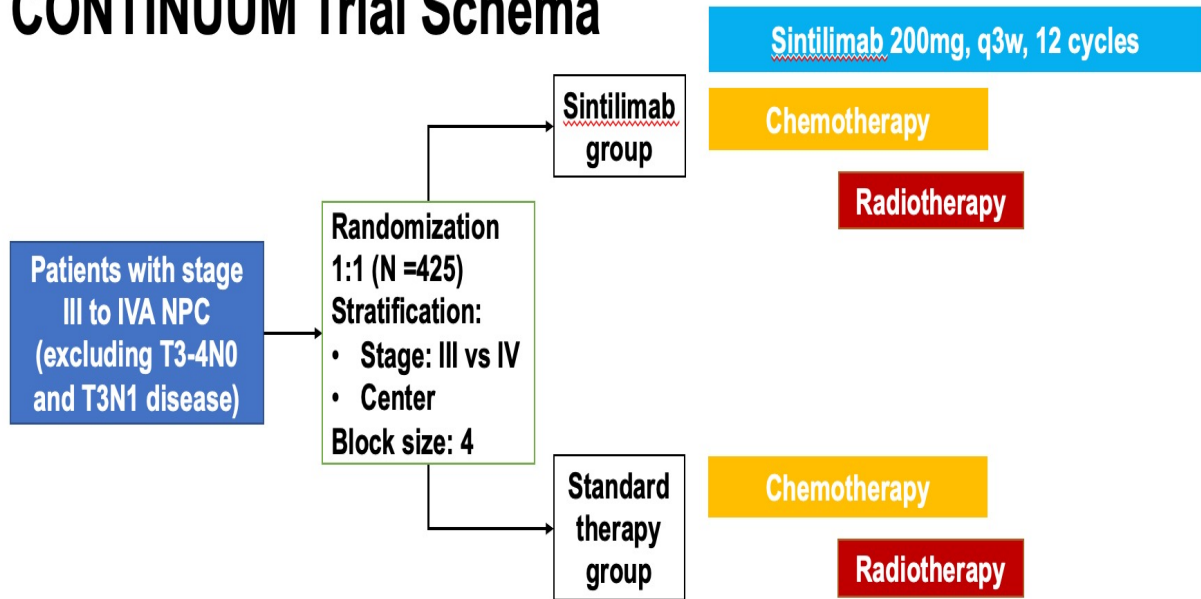 CONTINUUM Trial Schema
Patients with stage
III to IVA NPC
(excluding T3-4N0
and T3N1 disease)
Randomization
1:1 (N =425)
Stratification:
• Stage: III vs IV
• Center
Block size: 4
Sintilimab
group
Sintilimab 200mg, q3w, 12 cycles
Chemotherapy
Radiotherapy
Standard
therapy
group
Chemotherapy
Radiotherapy